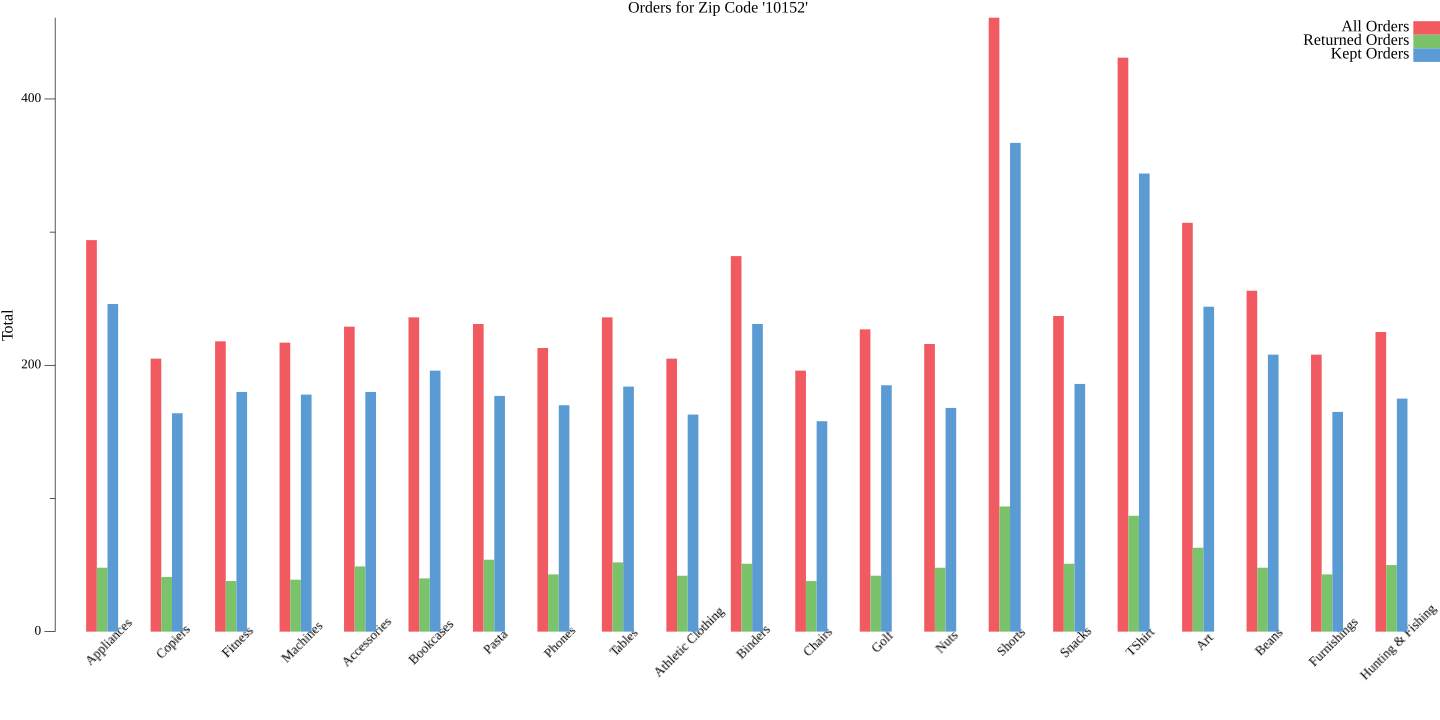 Orders for Zip Code '10152'
All Orders
Returned Orders
Kept Orders
Total
400
200
0
Appliances
Copiers
Fitness
Machines
Accessories
Bookcases
Pasta
Phones
Tables
Athletic Clothing
Binders
Chairs
Golf
Nuts
Shorts
Snacks
TShirt
Art
Beans
Furnishings
Hunting & Fishing